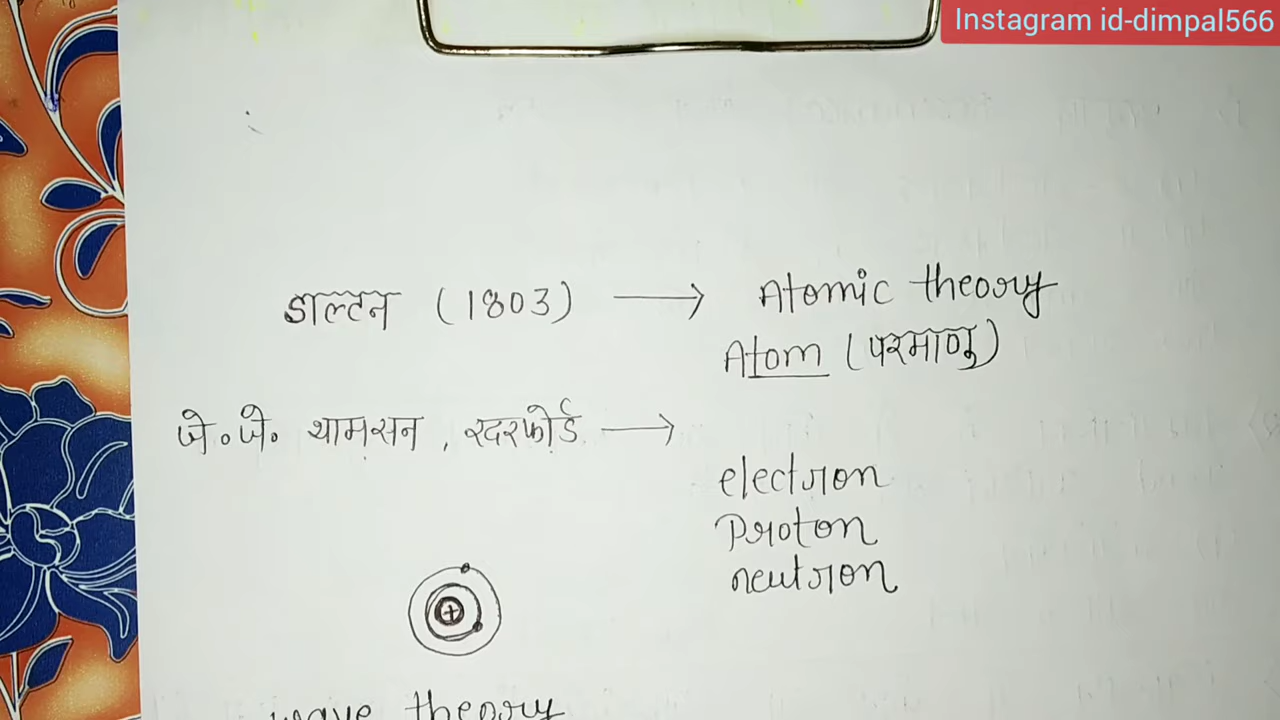 Instagram id-dimpal566
डाल्टन (1803) → Atomic theory
Atom (परमाणु)
जे०जे० थामसन, रदरफोर्ड →
electron
Proton
neutron
+
wave theory